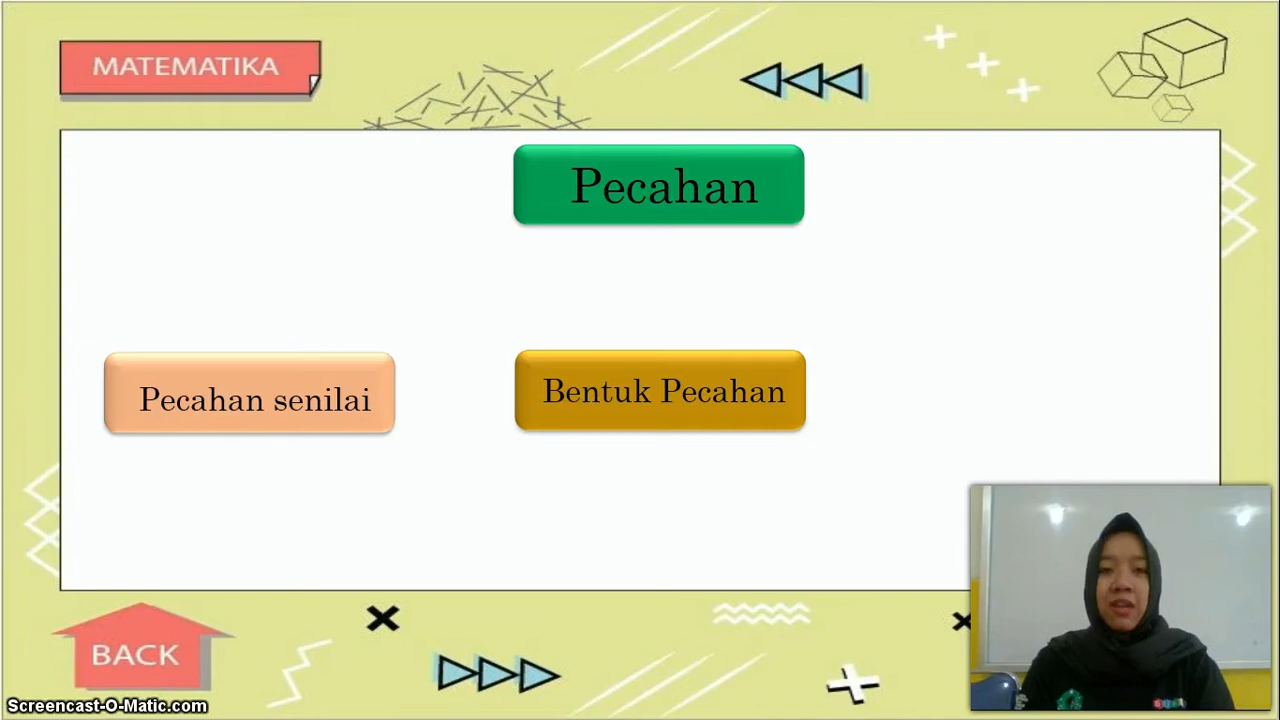 MATEMATIKA
Pecahan
Pecahan senilai
Bentuk Pecahan
BACK
Screencast-O-Matic.com